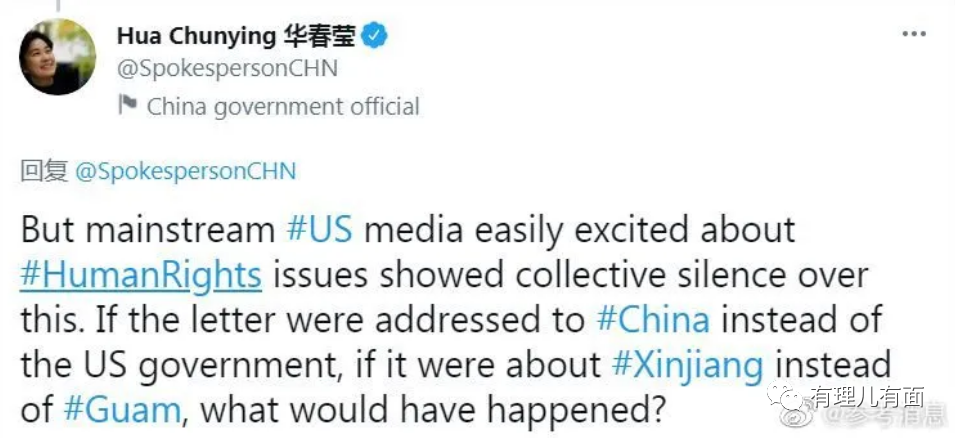 Hua Chunying 华春莹
@SpokespersonCHN
China government official
回复 @SpokespersonCHN
But mainstream #US media easily excited about
#HumanRights issues showed collective silence over
this. If the letter were addressed to #China instead of
the US government, if it were about #Xinjiang instead
of #Guam, what would have happened?
有理儿有面
@参考消息